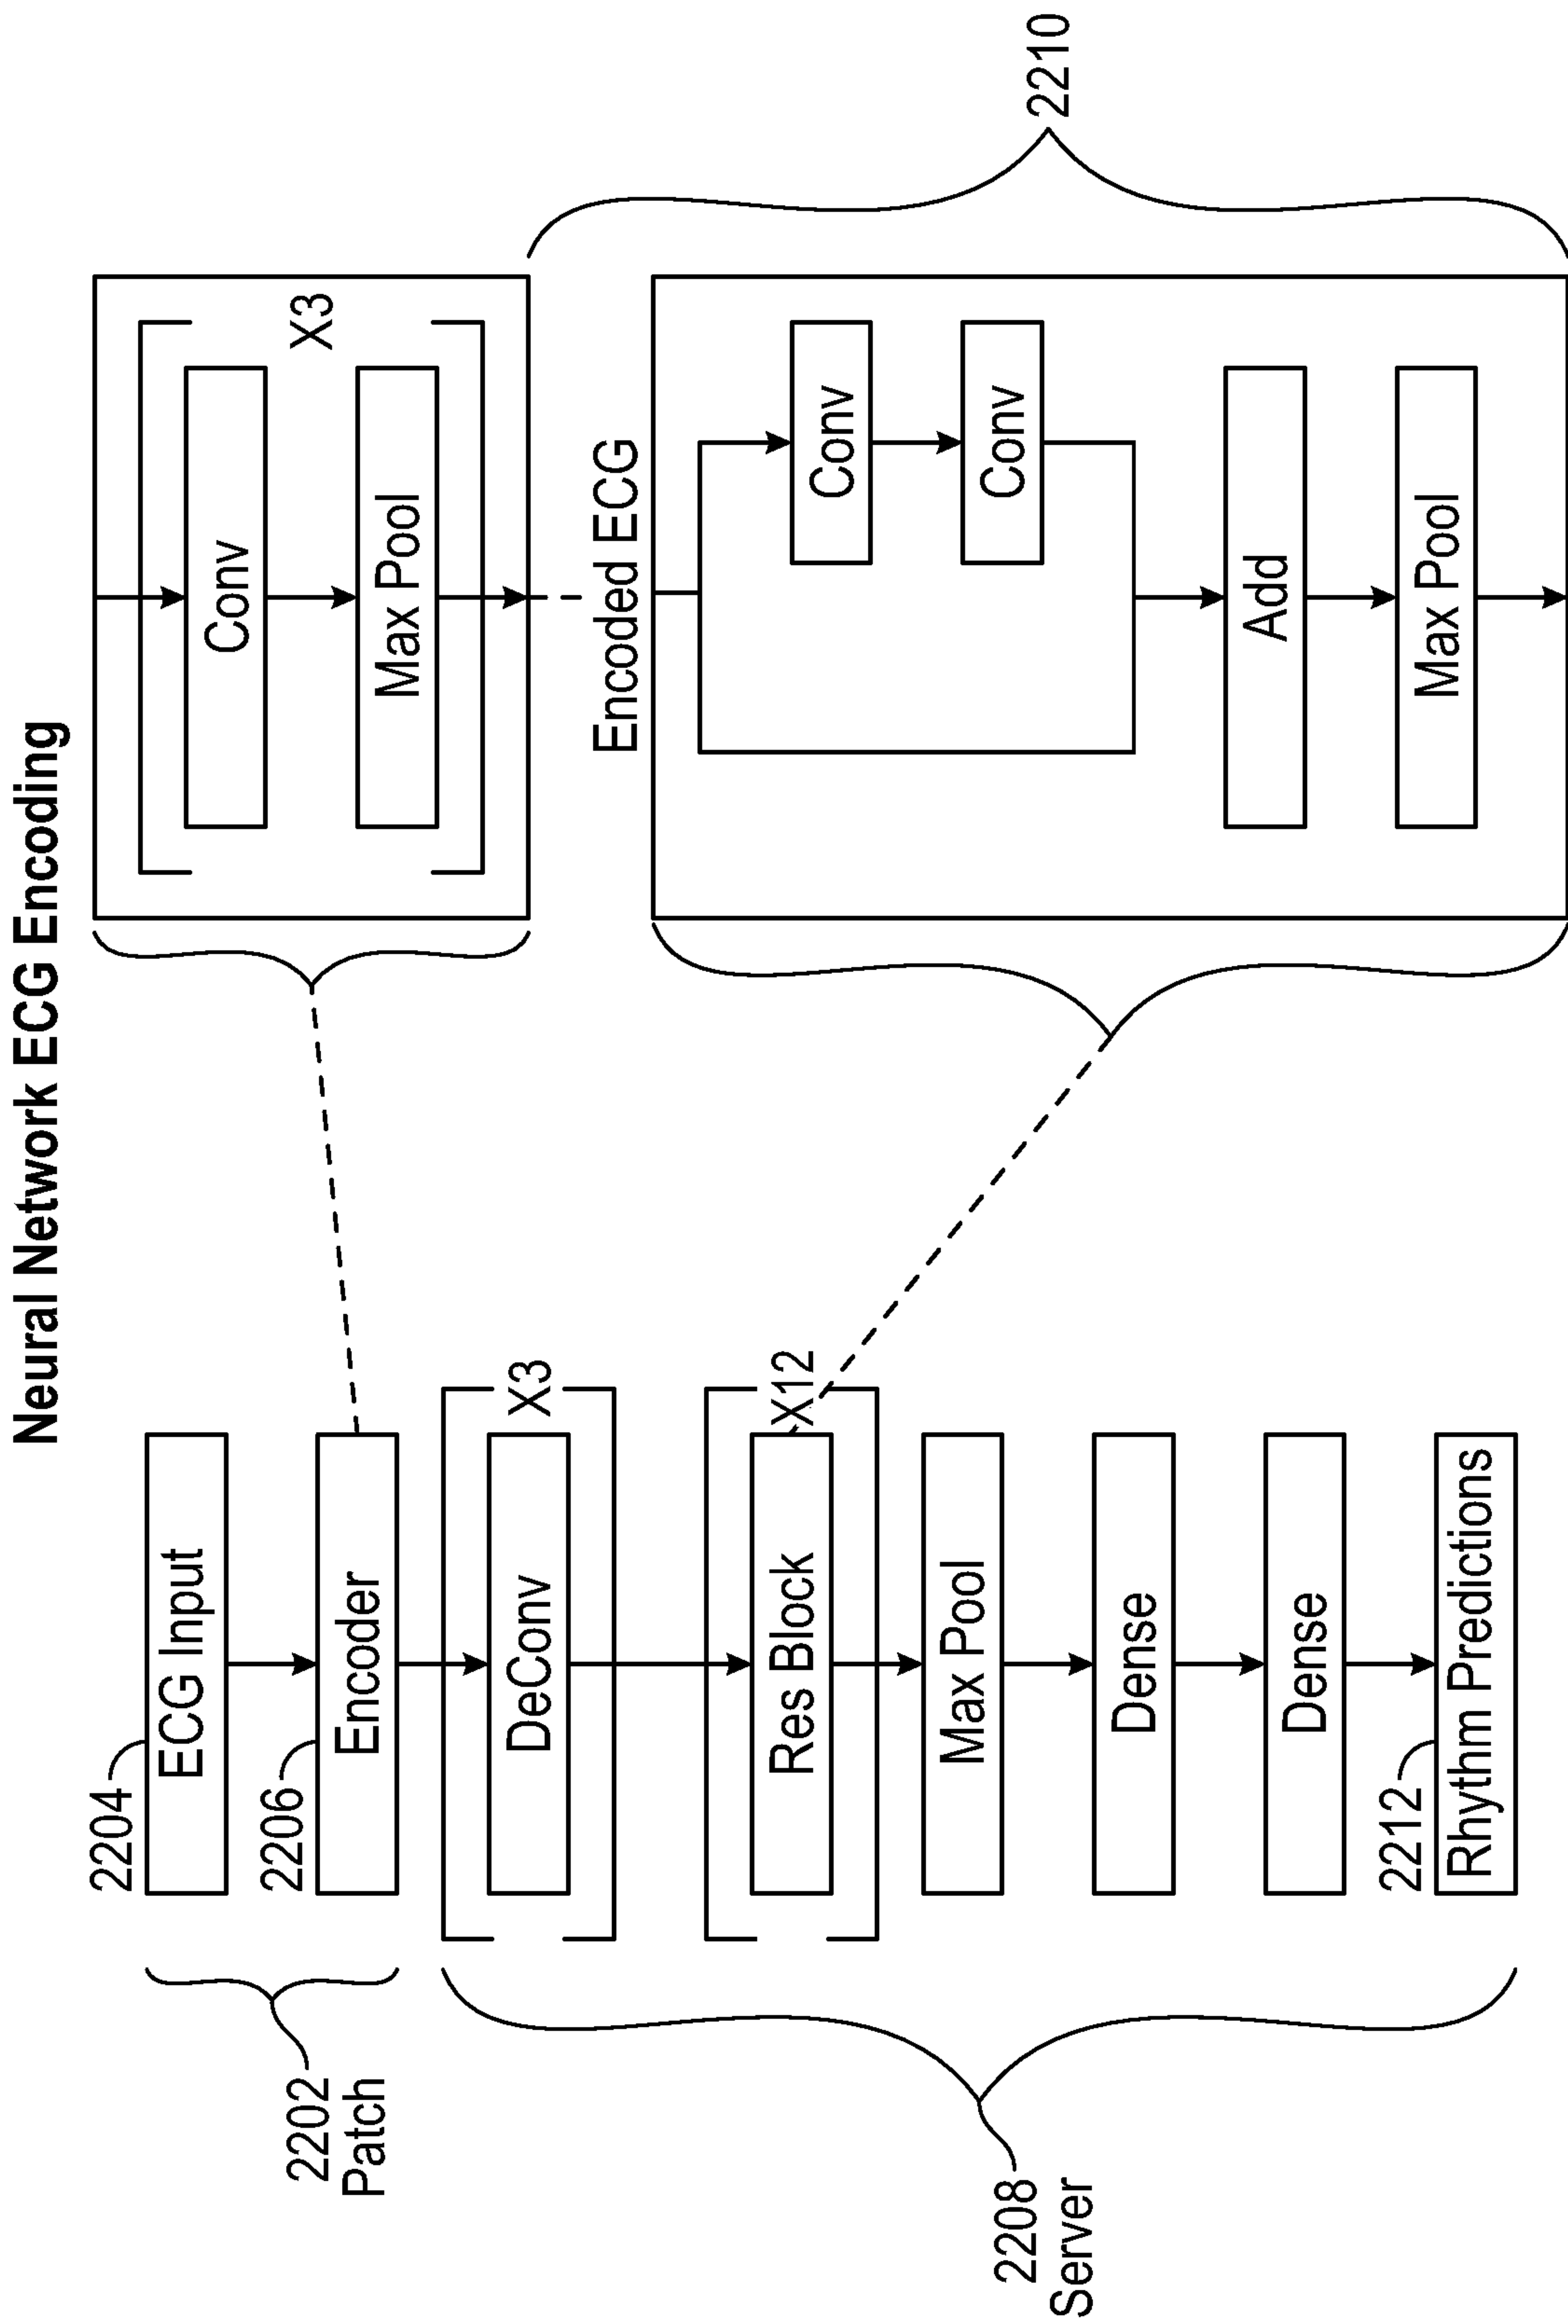 Neural Network ECG Encoding
2204
ECG Input
2206
Encoder
2202
Patch
DeConv
X3
Res Block
X12
Max Pool
Dense
Dense
2212
Rhythm Predictions
2208
Server
Conv
Max Pool
X3
Encoded ECG
Conv
Conv
Add
Max Pool
2210